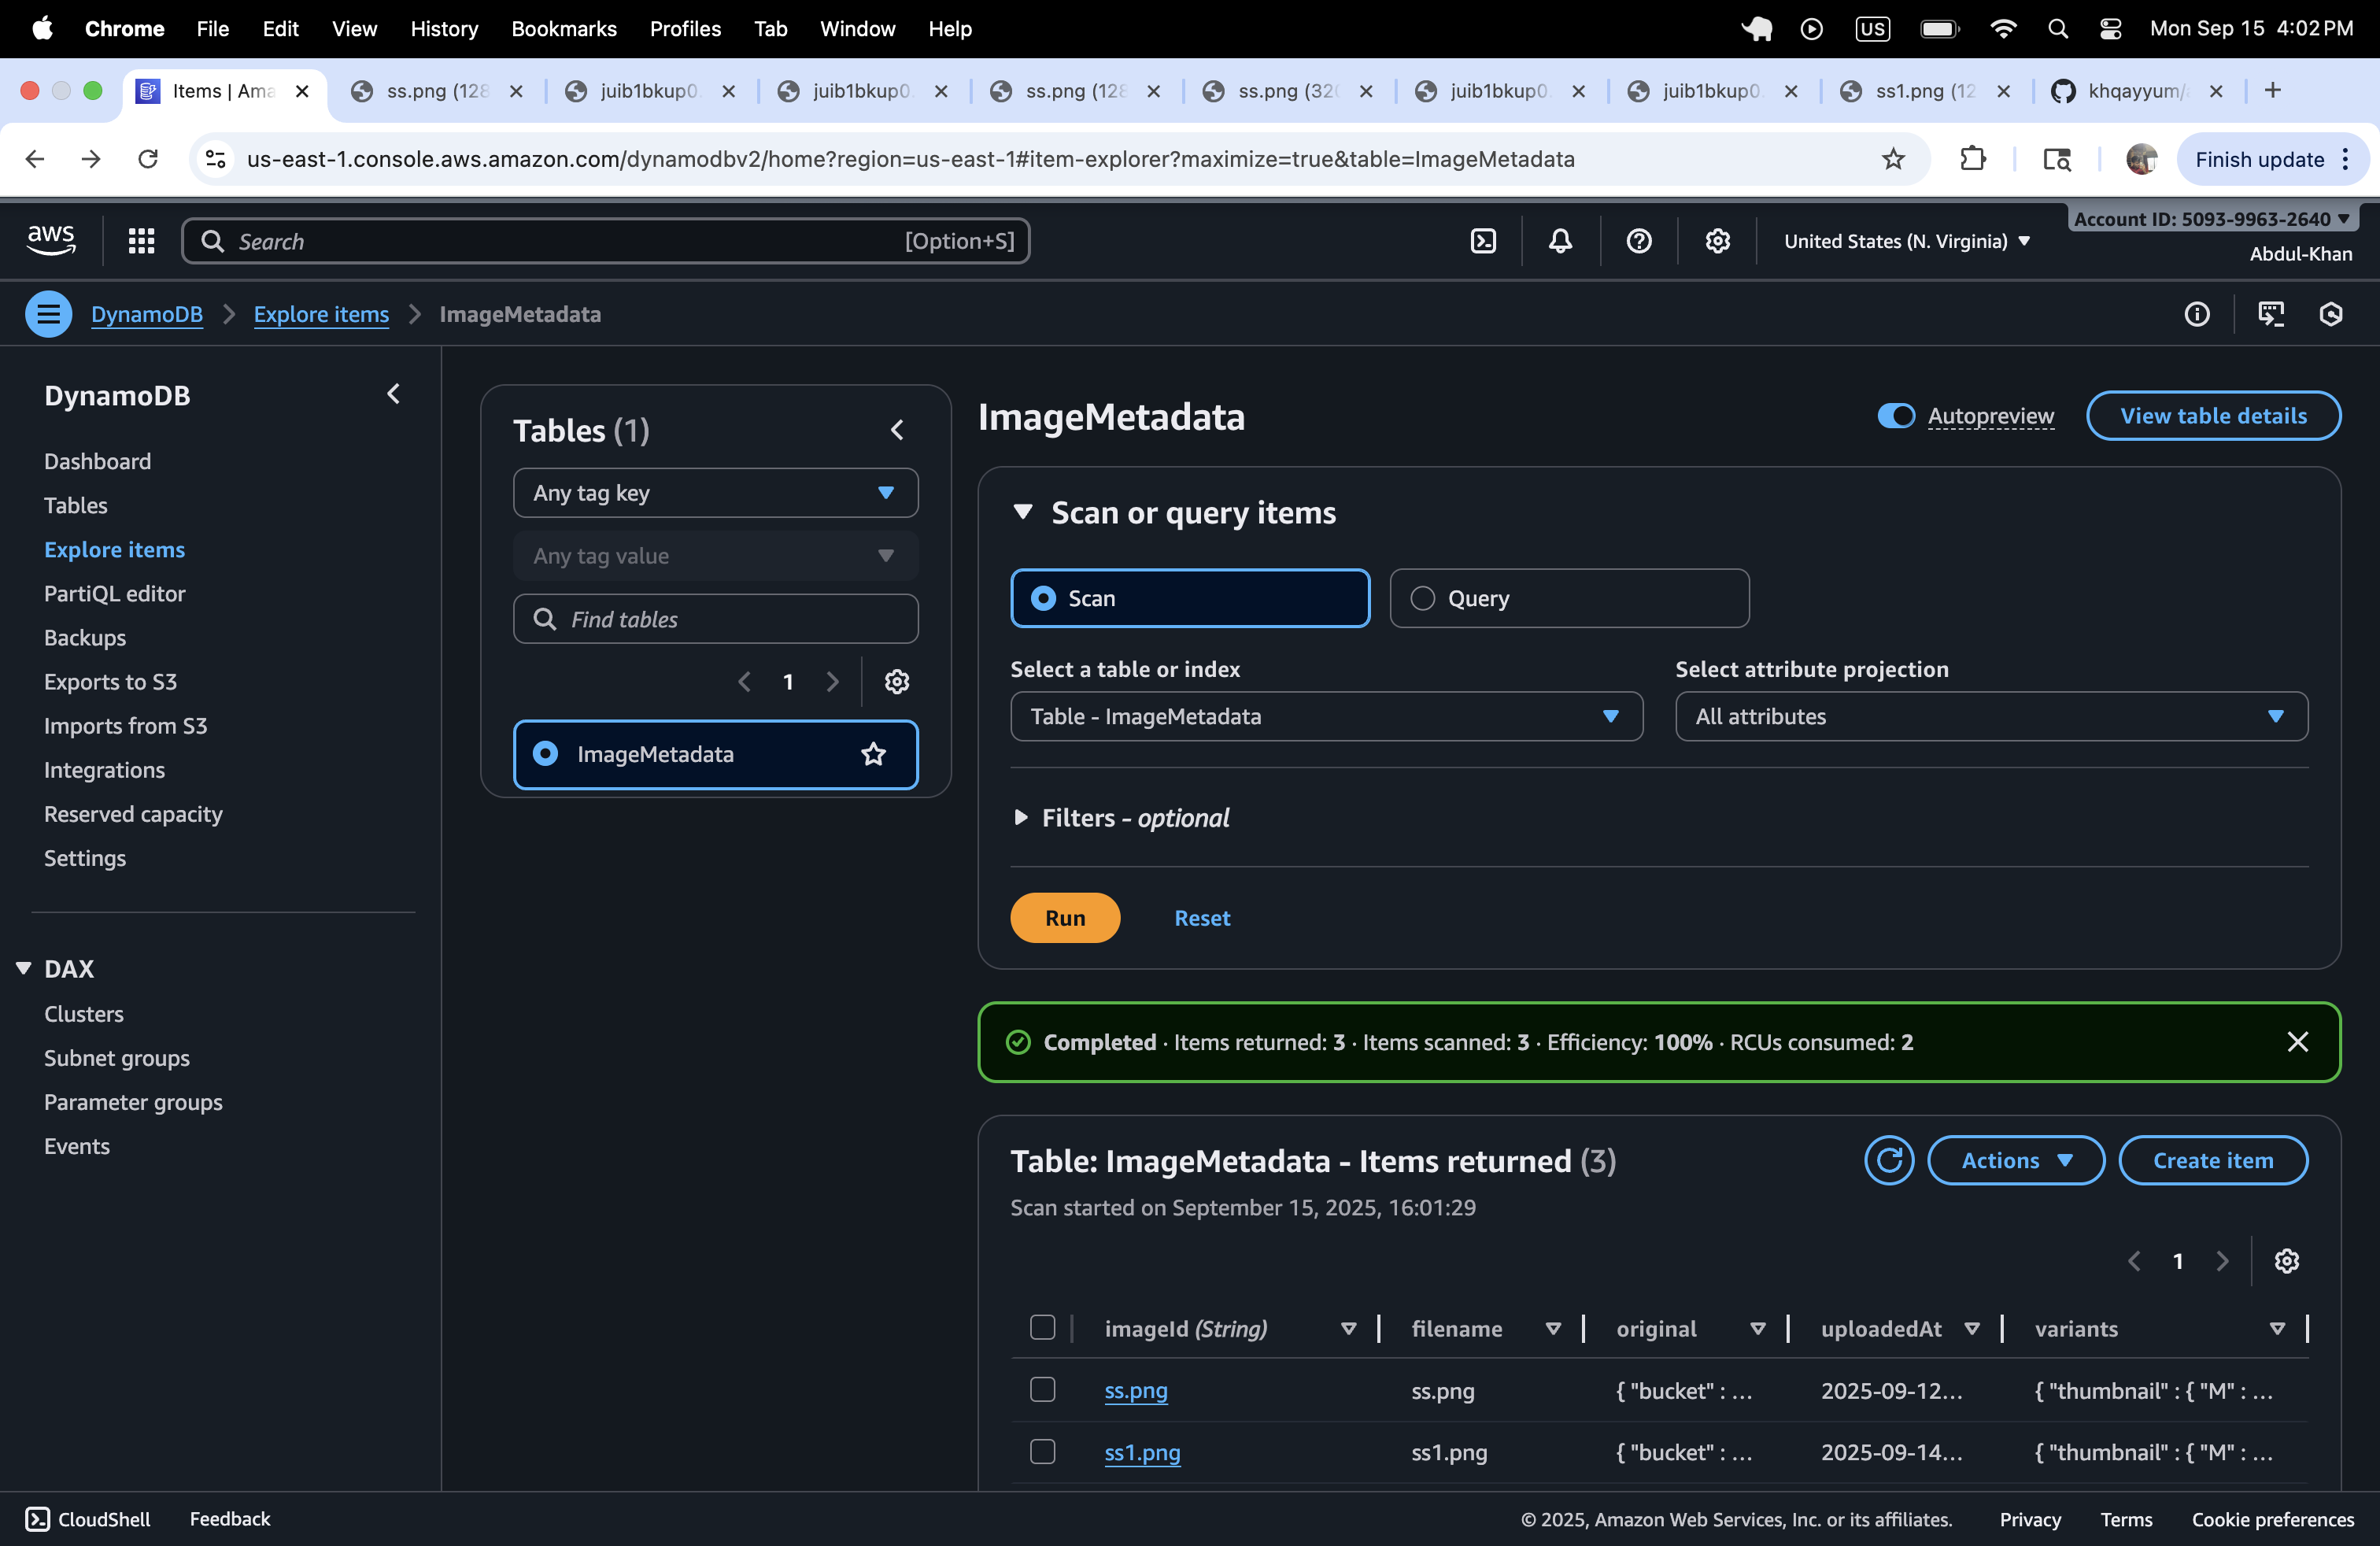 Chrome File Edit View History Bookmarks Profiles Tab Window Help US Mon Sep 15 4:02 PM
Items | Ama ss.png (128 juib1bkup0. juib1bkup0. ss.png (128 ss.png (320 juib1bkup0. juib1bkup0. ss1.png (12 khqayyum/
us-east-1.console.aws.amazon.com/dynamodbv2/home?region=us-east-1#item-explorer?maximize=true&table=ImageMetadata Finish update
aws Search [Option+S] United States (N. Virginia) Account ID: 5093-9963-2640
Abdul-Khan
DynamoDB Explore items ImageMetadata
DynamoDB
Dashboard
Tables
Explore items
PartiQL editor
Backups
Exports to S3
Imports from S3
Integrations
Reserved capacity
Settings
DAX
Clusters
Subnet groups
Parameter groups
Events
Tables (1)
Any tag key
Any tag value
Find tables
1
ImageMetadata
ImageMetadata Autopreview View table details
Scan or query items
Scan Query
Select a table or index Select attribute projection
Table - ImageMetadata All attributes
Filters - optional
Run Reset
Completed · Items returned: 3 · Items scanned: 3 · Efficiency: 100% · RCUs consumed: 2
Table: ImageMetadata - Items returned (3) Actions Create item
Scan started on September 15, 2025, 16:01:29
1
imageId (String) filename original uploadedAt variants
ss.png ss.png { "bucket" : ... 2025-09-12... { "thumbnail" : { "M" : ...
ss1.png ss1.png { "bucket" : ... 2025-09-14... { "thumbnail" : { "M" : ...
CloudShell Feedback © 2025, Amazon Web Services, Inc. or its affiliates. Privacy Terms Cookie preferences